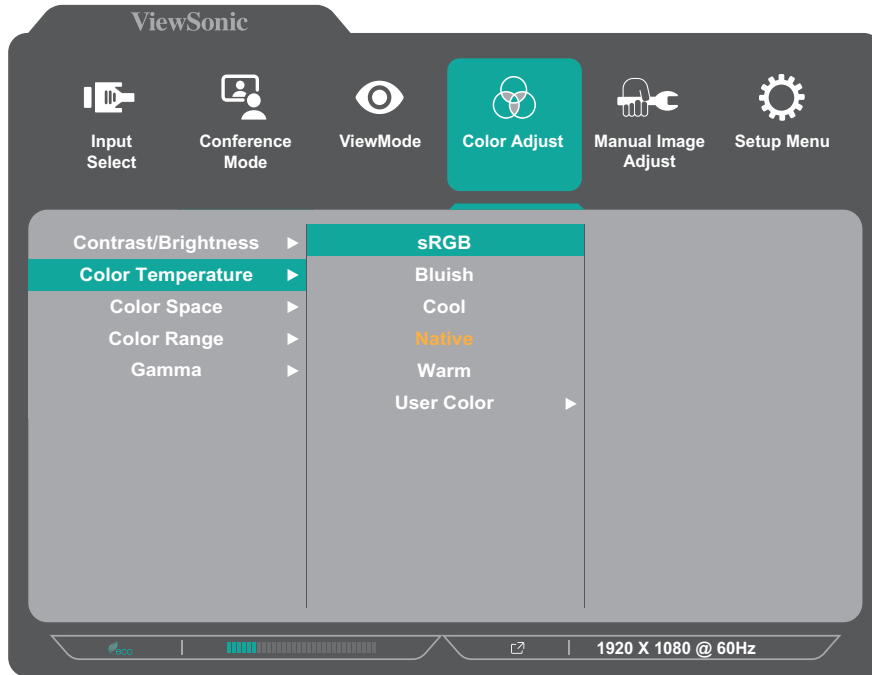 ViewSonic
Input
Select
Conference
Mode
ViewMode
Color Adjust
Manual Image
Adjust
Setup Menu
Contrast/Brightness
Color Temperature
Color Space
Color Range
Gamma
sRGB
Bluish
Cool
Native
Warm
User Color
eco
1920 X 1080 @ 60Hz